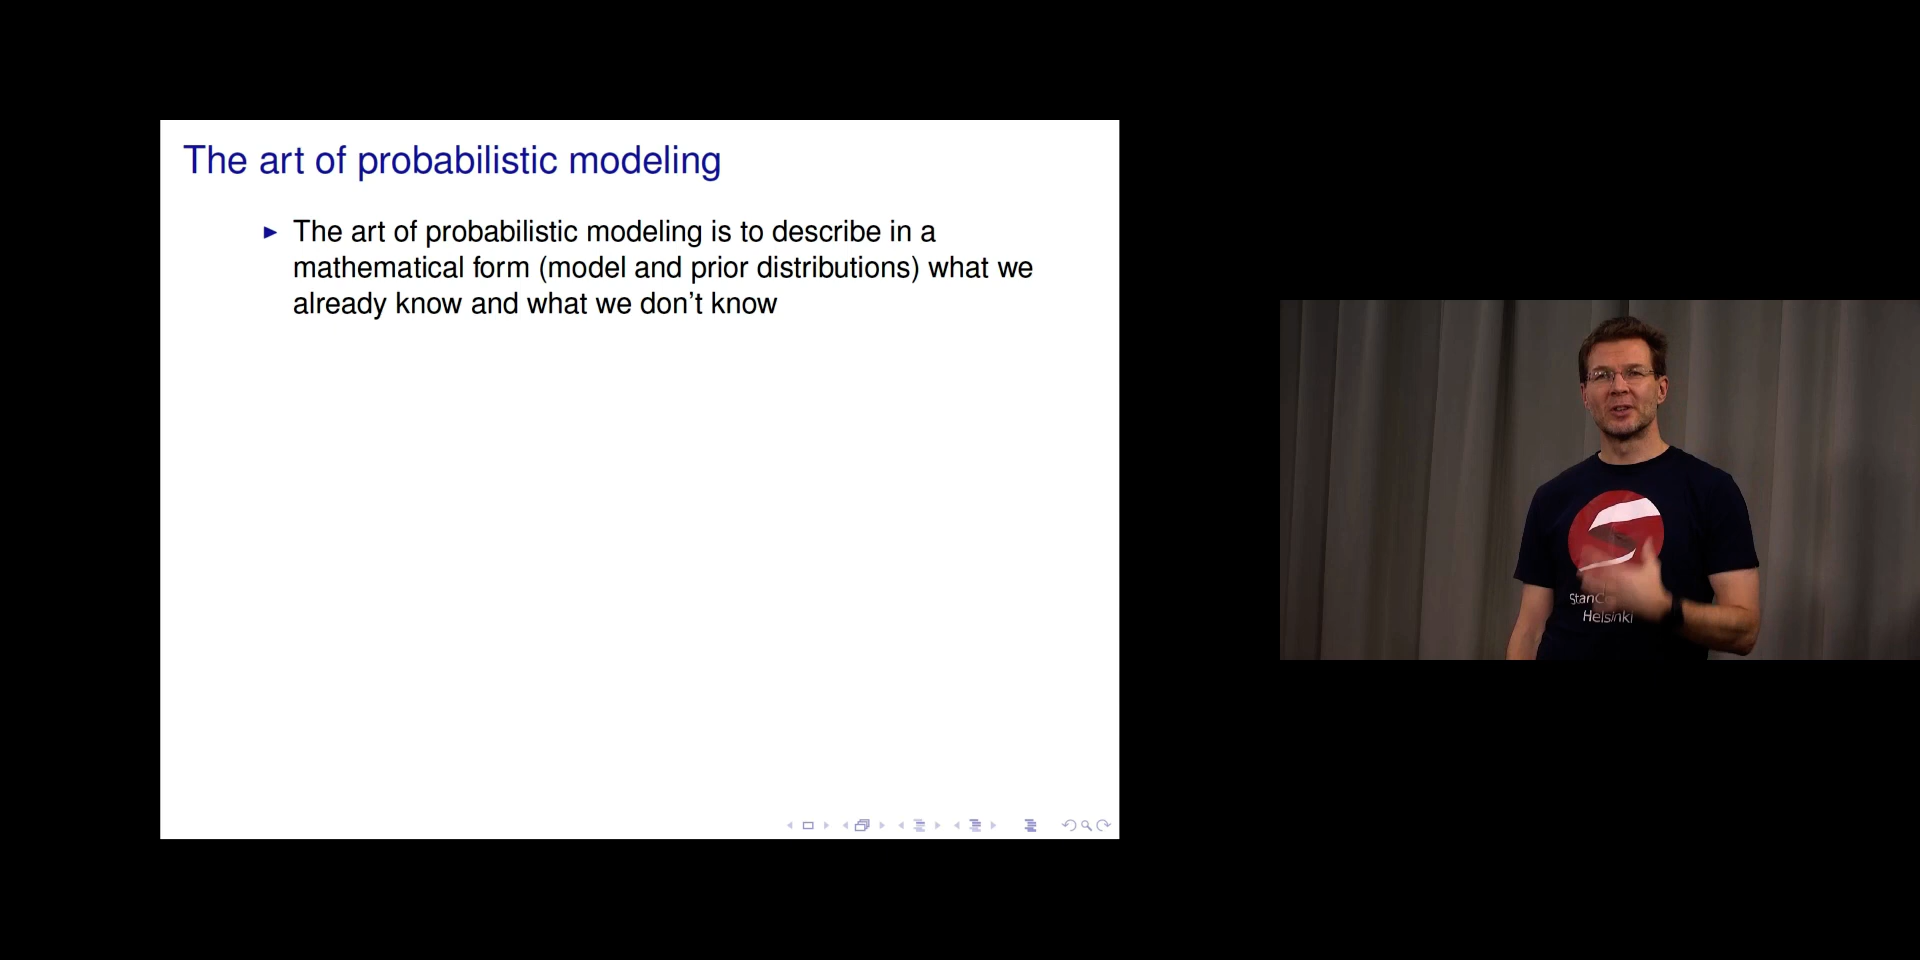 The art of probabilistic modeling
The art of probabilistic modeling is to describe in a
mathematical form (model and prior distributions) what we
already know and what we don't know
Helsinki